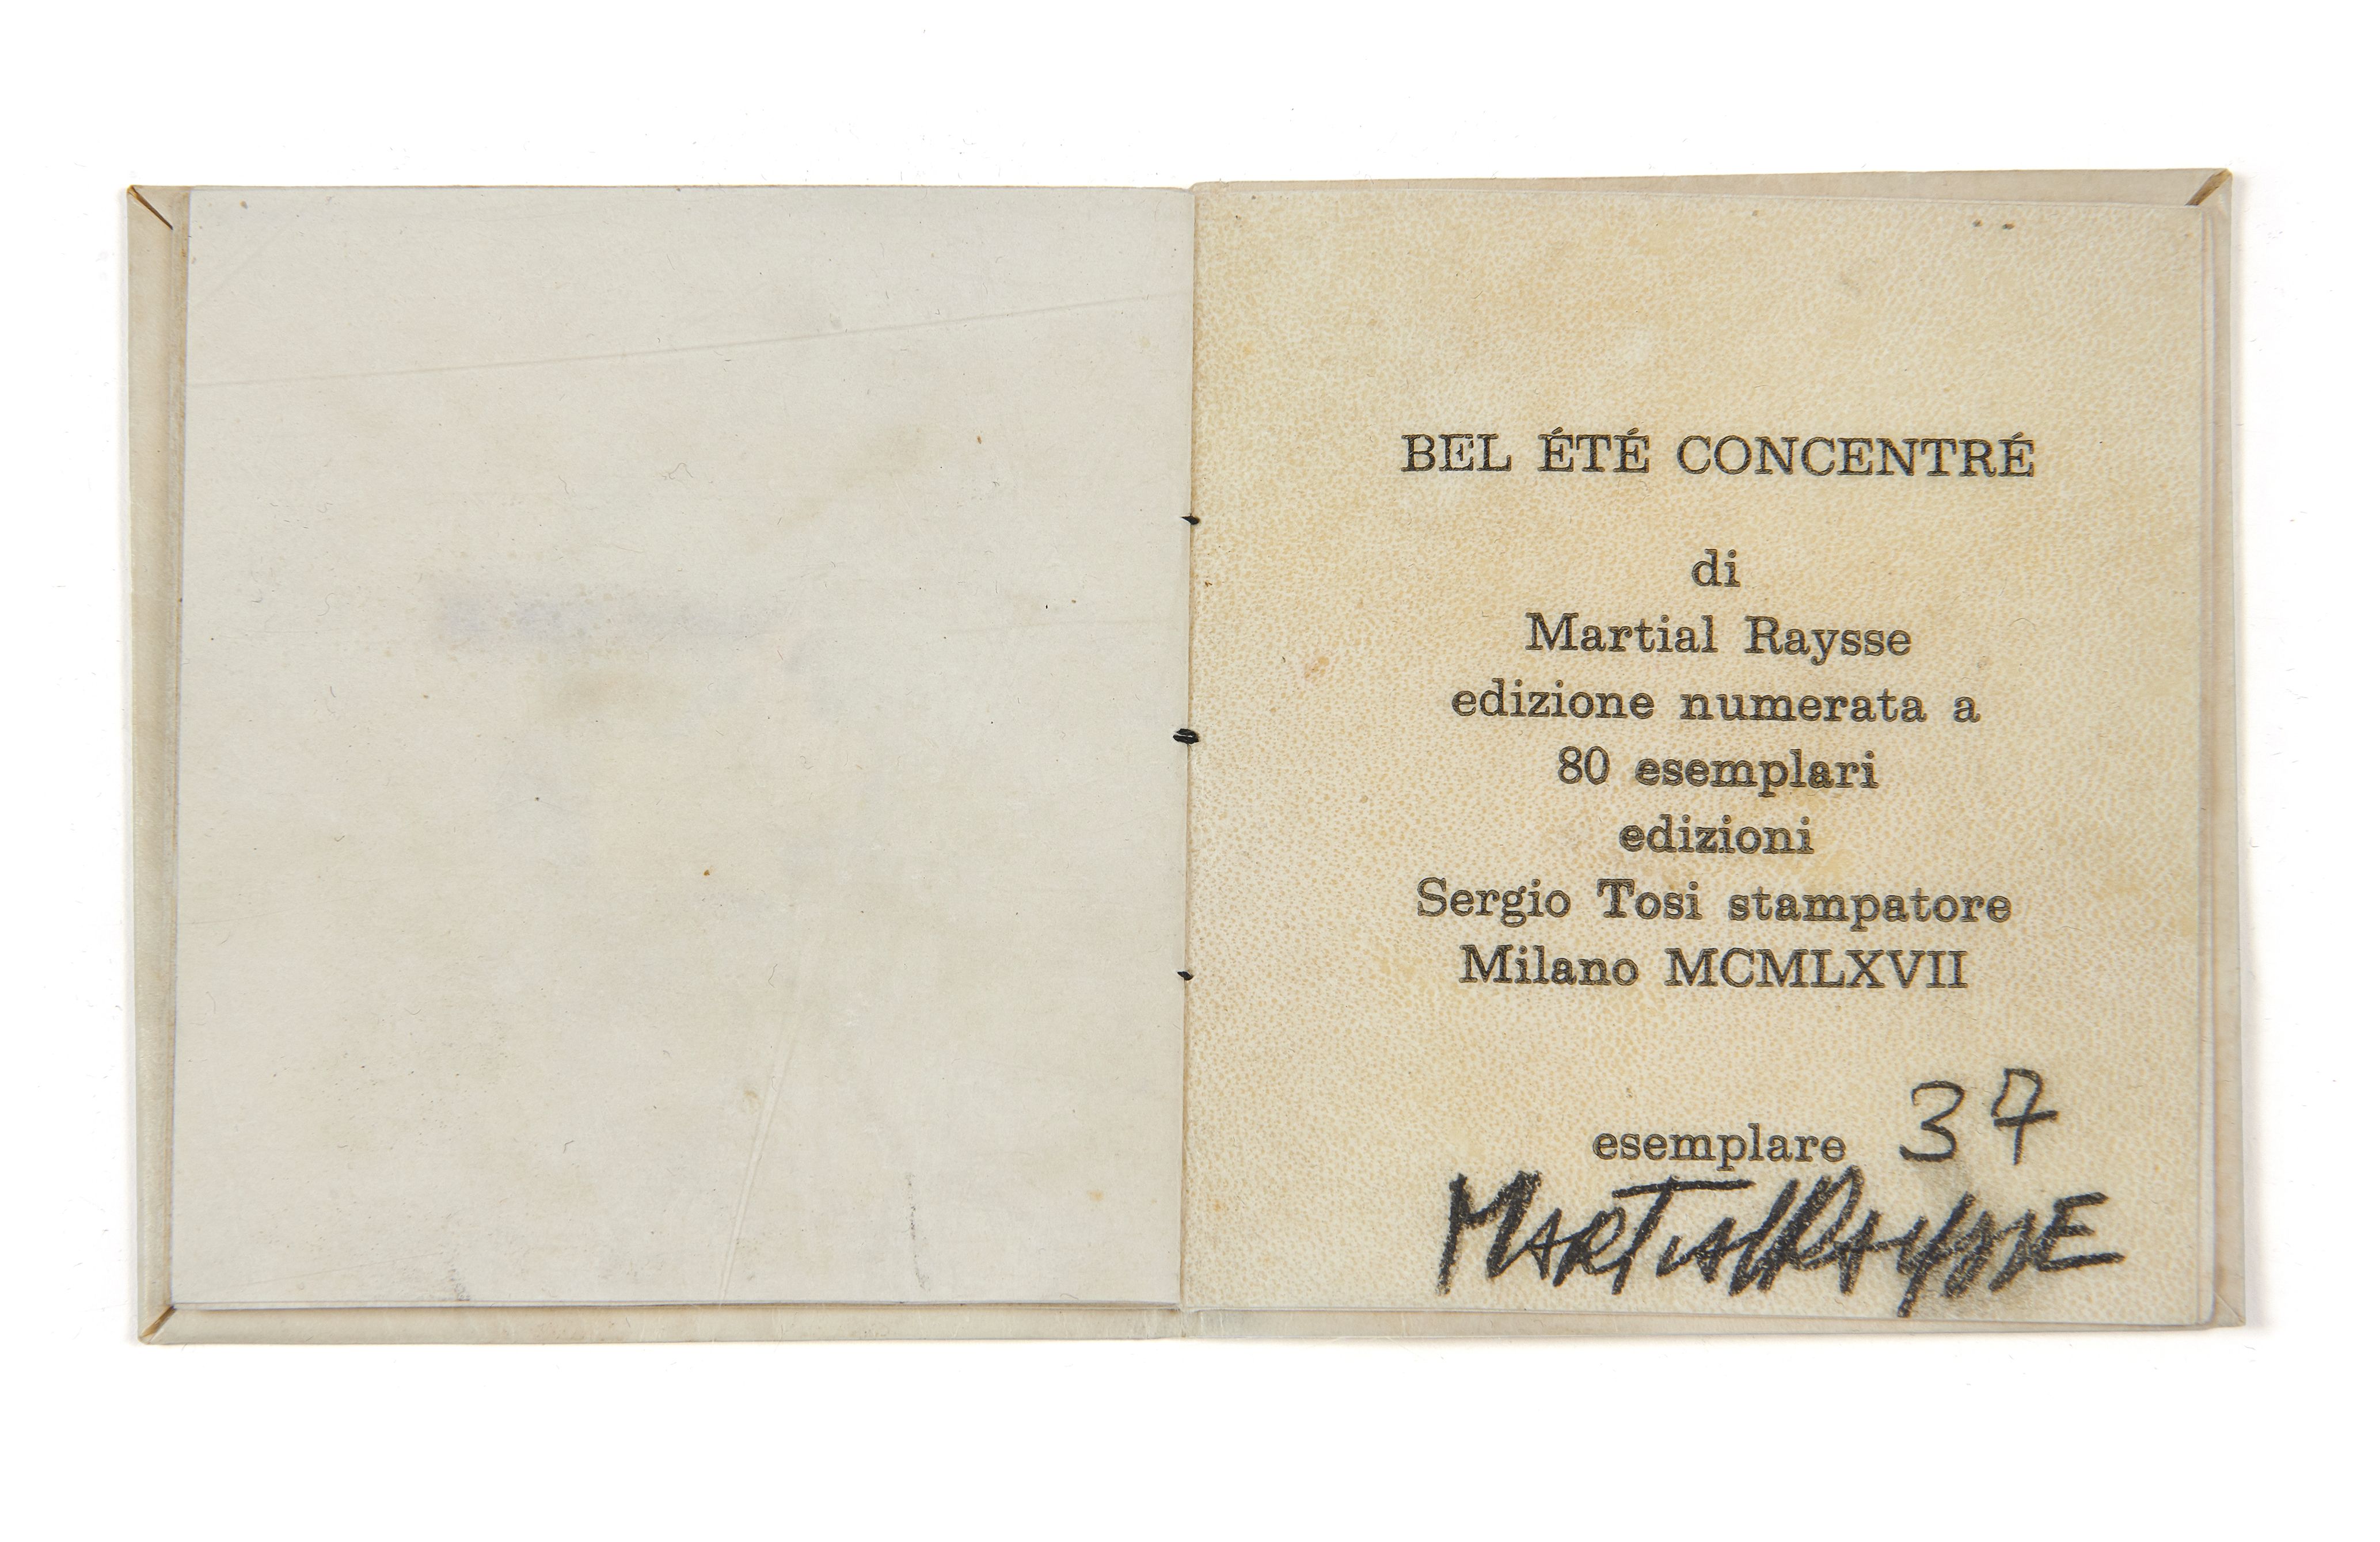 BEL ÉTÉ CONCENTRÉ
di
Martial Raysse
edizione numerata a
80 esemplari
edizioni
Sergio Tosi stampatore
Milano MCMLXVII
esemplare 37
MARTIAL RAYSSE